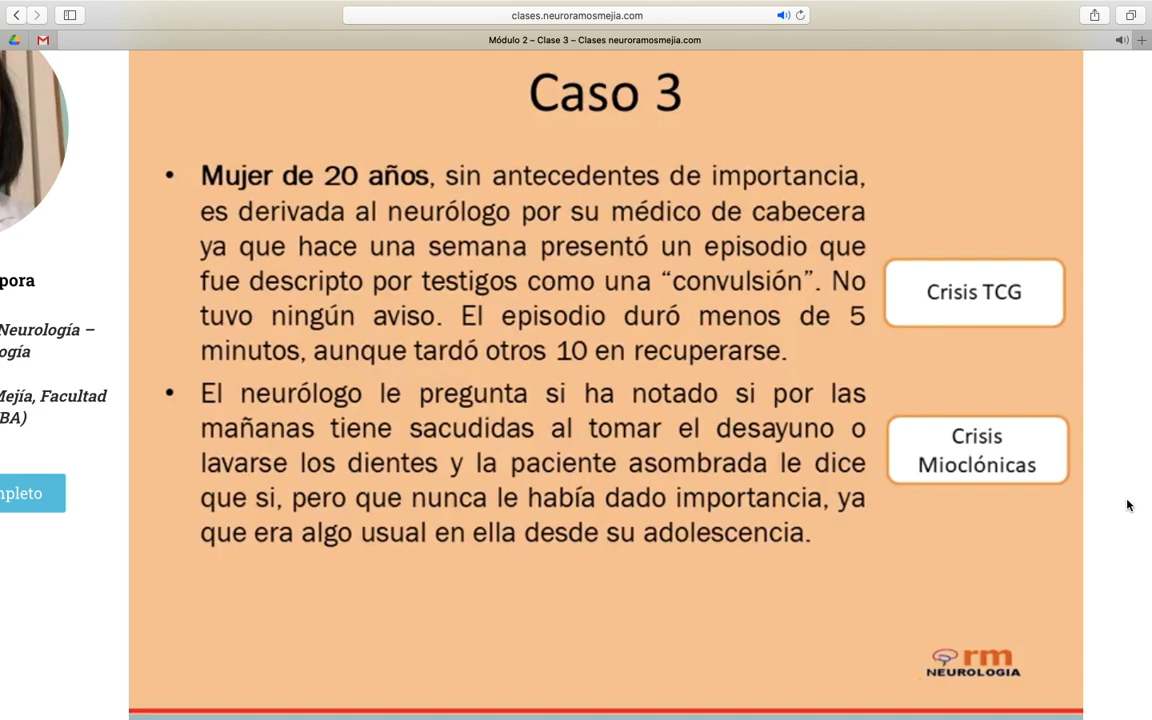 clases.neuroramosmejia.com
Módulo 2 – Clase 3 – Clases neuroramosmejia.com
Caso 3
• Mujer de 20 años, sin antecedentes de importancia,
es derivada al neurólogo por su médico de cabecera
ya que hace una semana presentó un episodio que
fue descripto por testigos como una “convulsión”. No
tuvo ningún aviso. El episodio duró menos de 5
minutos, aunque tardó otros 10 en recuperarse.
Crisis TCG
• El neurólogo le pregunta si ha notado si por las
mañanas tiene sacudidas al tomar el desayuno o
lavarse los dientes y la paciente asombrada le dice
que si, pero que nunca le había dado importancia, ya
que era algo usual en ella desde su adolescencia.
Crisis
Mioclónicas
pora
Neurología –
ogía
Mejía, Facultad
BA)
mpleto
rm
NEUROLOGIA